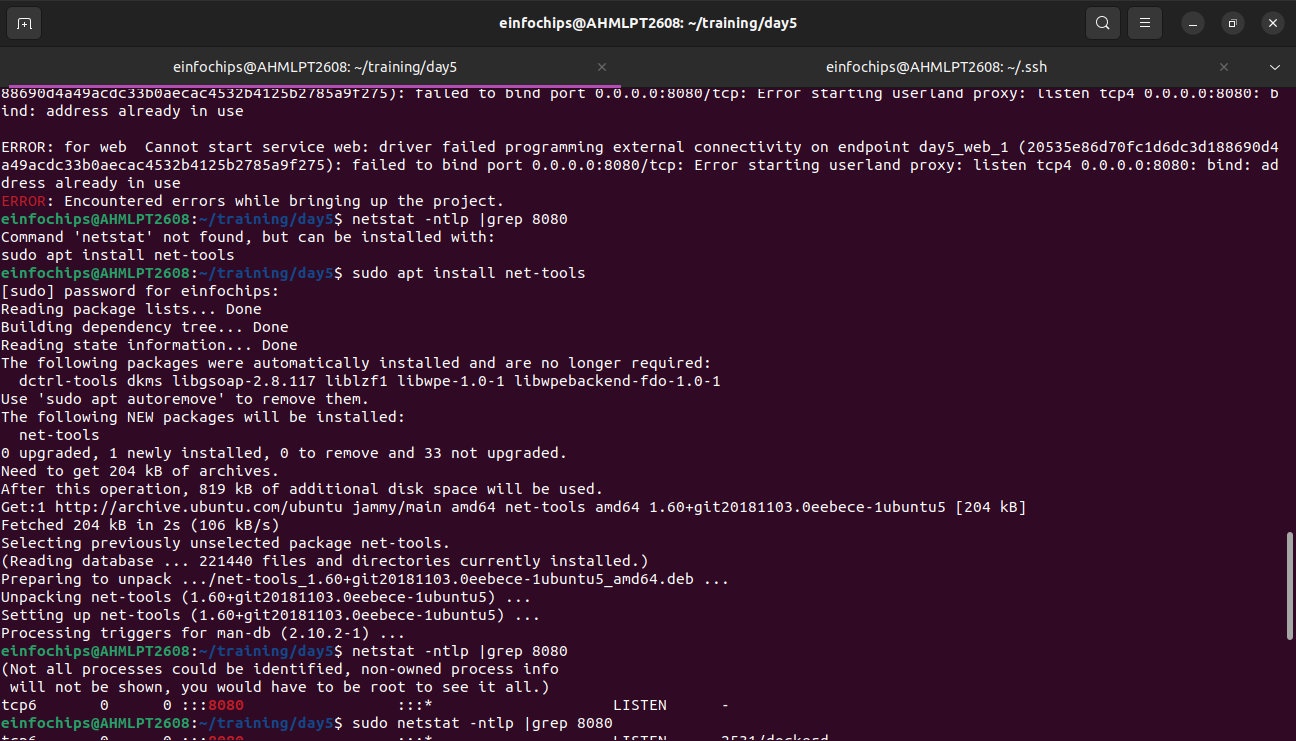 einfochips@AHMLPT2608: ~/training/day5
einfochips@AHMLPT2608: ~/training/day5
einfochips@AHMLPT2608: ~/.ssh
88690d4a49acdc33b0aecac4532b4125b2785a9f275): failed to bind port 0.0.0.0:8080/tcp: Error starting userland proxy: listen tcp4 0.0.0.0:8080: b
ind: address already in use
ERROR: for web  Cannot start service web: driver failed programming external connectivity on endpoint day5_web_1 (20535e86d70fc1d6dc3d188690d4
a49acdc33b0aecac4532b4125b2785a9f275): failed to bind port 0.0.0.0:8080/tcp: Error starting userland proxy: listen tcp4 0.0.0.0:8080: bind: ad
dress already in use
ERROR: Encountered errors while bringing up the project.
einfochips@AHMLPT2608:~/training/day5$ netstat -ntlp |grep 8080
Command 'netstat' not found, but can be installed with:
sudo apt install net-tools
einfochips@AHMLPT2608:~/training/day5$ sudo apt install net-tools
[sudo] password for einfochips:
Reading package lists... Done
Building dependency tree... Done
Reading state information... Done
The following packages were automatically installed and are no longer required:
  dctrl-tools dkms libgsoap-2.8.117 liblzf1 libwpe-1.0-1 libwpebackend-fdo-1.0-1
Use 'sudo apt autoremove' to remove them.
The following NEW packages will be installed:
  net-tools
0 upgraded, 1 newly installed, 0 to remove and 33 not upgraded.
Need to get 204 kB of archives.
After this operation, 819 kB of additional disk space will be used.
Get:1 http://archive.ubuntu.com/ubuntu jammy/main amd64 net-tools amd64 1.60+git20181103.0eebece-1ubuntu5 [204 kB]
Fetched 204 kB in 2s (106 kB/s)
Selecting previously unselected package net-tools.
(Reading database ... 221440 files and directories currently installed.)
Preparing to unpack .../net-tools_1.60+git20181103.0eebece-1ubuntu5_amd64.deb ...
Unpacking net-tools (1.60+git20181103.0eebece-1ubuntu5) ...
Setting up net-tools (1.60+git20181103.0eebece-1ubuntu5) ...
Processing triggers for man-db (2.10.2-1) ...
einfochips@AHMLPT2608:~/training/day5$ netstat -ntlp |grep 8080
(Not all processes could be identified, non-owned process info
 will not be shown, you would have to be root to see it all.)
tcp6       0      0 :::8080                 :::*                    LISTEN      -
einfochips@AHMLPT2608:~/training/day5$ sudo netstat -ntlp |grep 8080
tcp6       0      0 :::8080                 :::*                    LISTEN      2531/dockerd